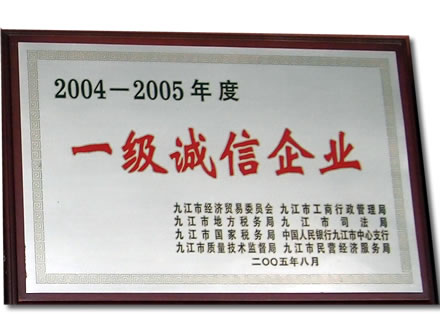 2004－2005年度
一级诚信企业
九江市经济贸易委员会 九江市工商行政管理局
九江市地方税务局 九江市司法局
九江市国家税务局 中国人民银行九江市中心支行
九江市质量技术监督局 九江市民营经济服务局
二〇〇五年八月